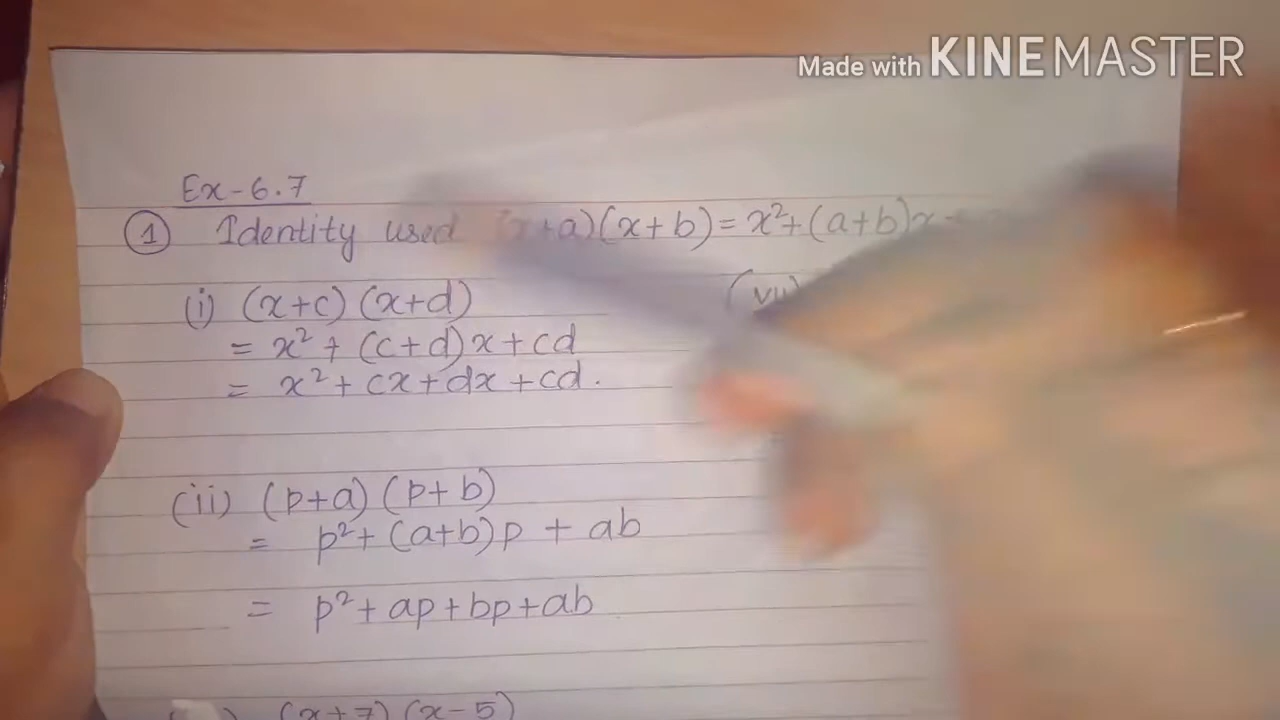 Made with KINEMASTER
Ex-6.7
① Identity used (x+a)(x+b) = x²+(a+b)x
(i) (x+c) (x+d)
= x² + (c+d)x + cd
= x² + cx + dx + cd.
(ii) (p+a) (p+b)
= p² + (a+b)p + ab
= p² + ap + bp + ab
(x+7) (x-5)